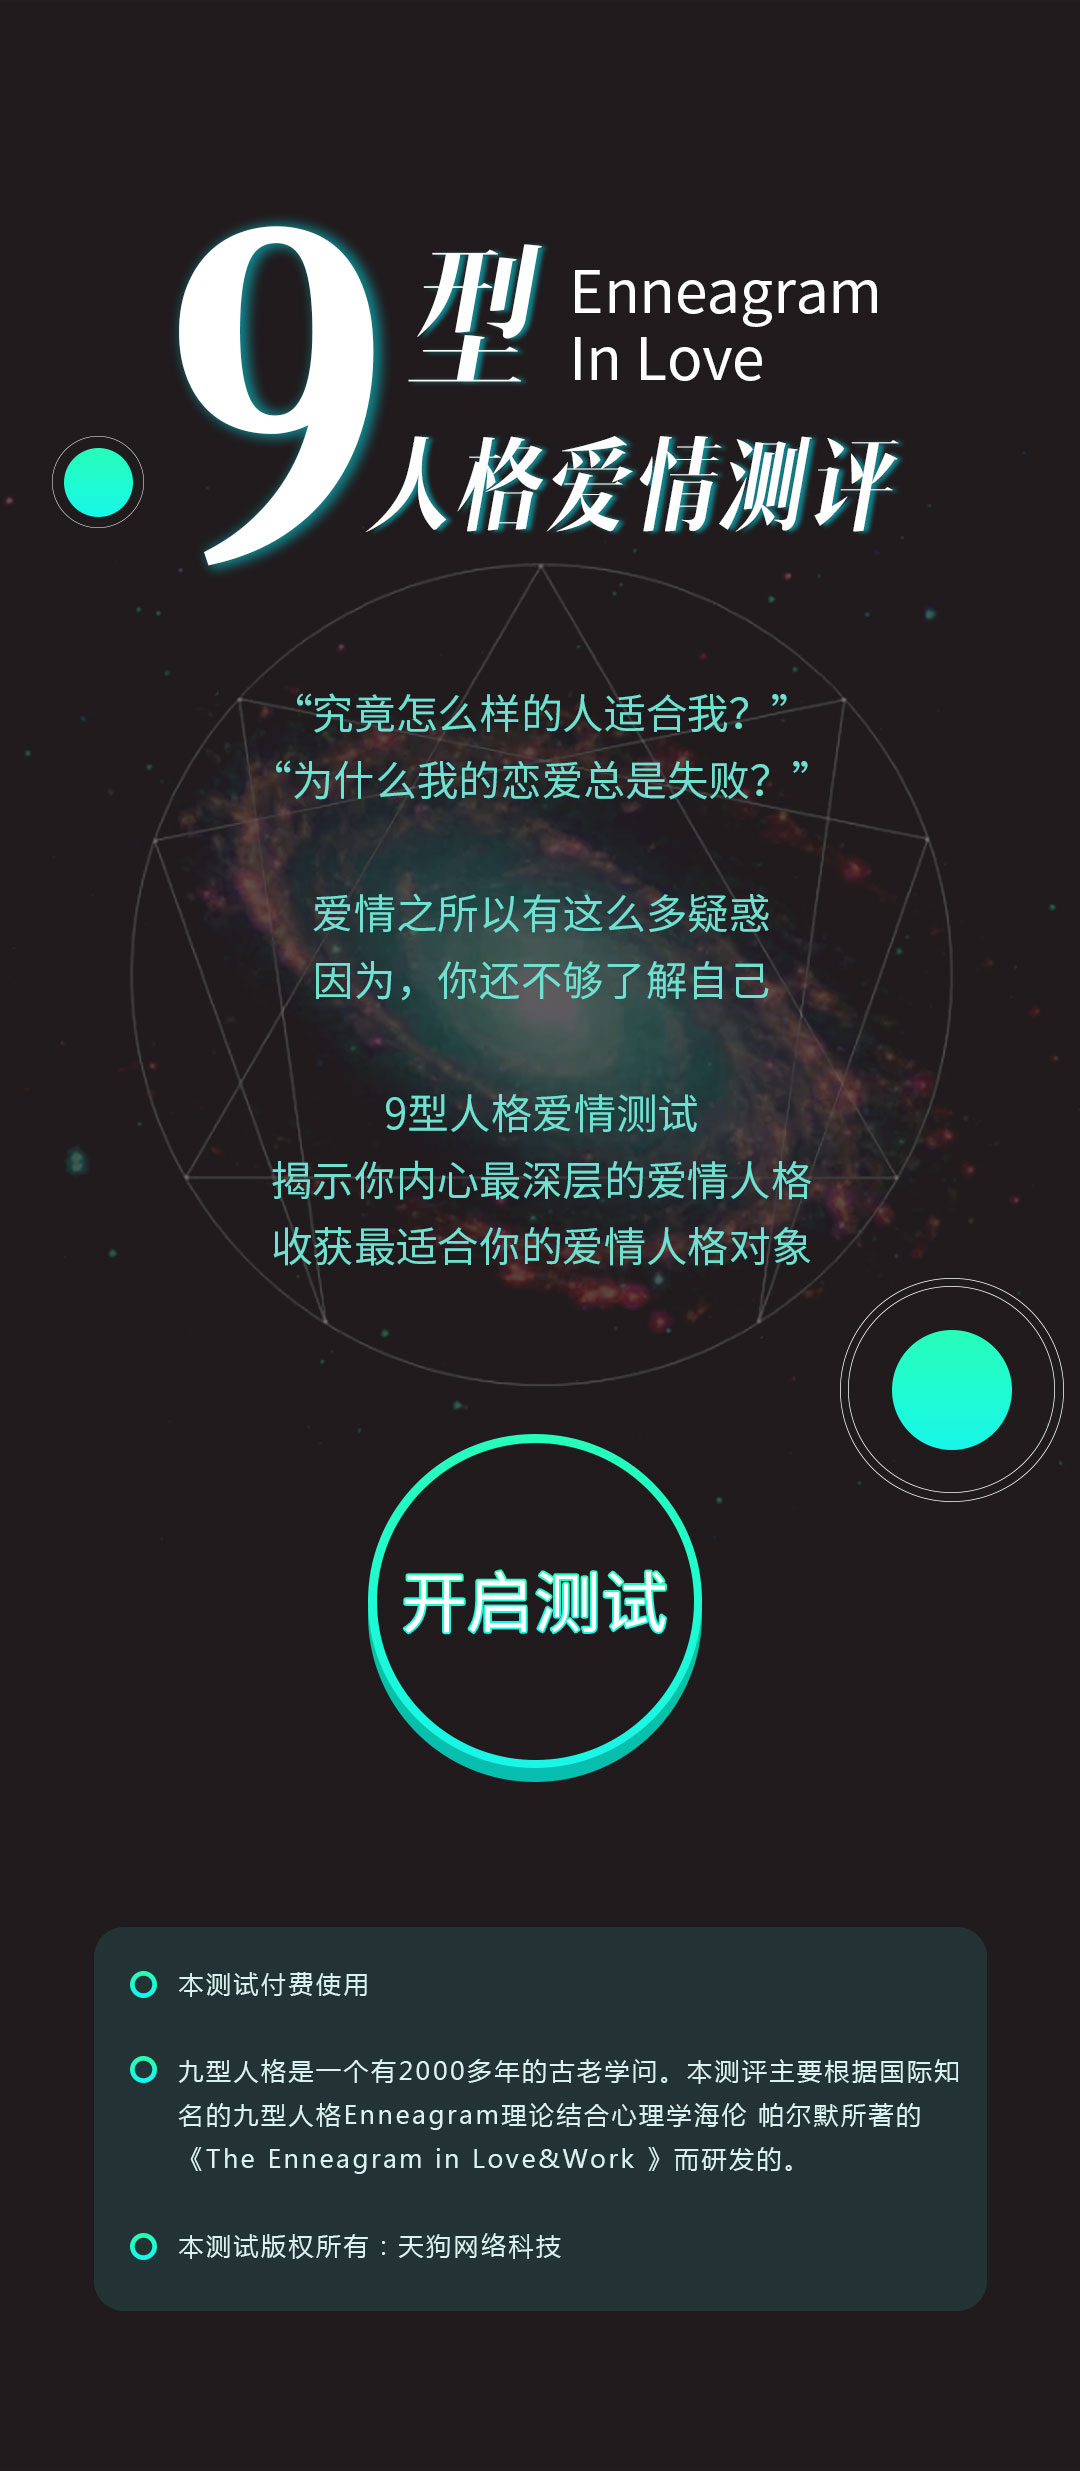 9型
Enneagram
In Love
人格爱情测评
“究竟怎么样的人适合我？”
“为什么我的恋爱总是失败？”
爱情之所以有这么多疑惑
因为，你还不够了解自己
9型人格爱情测试
揭示你内心最深层的爱情人格
收获最适合你的爱情人格对象
开启测试
本测试付费使用
九型人格是一个有2000多年的古老学问。本测评主要根据国际知
名的九型人格Enneagram理论结合心理学海伦 帕尔默所著的
《The Enneagram in Love&Work 》而研发的。
本测试版权所有：天狗网络科技